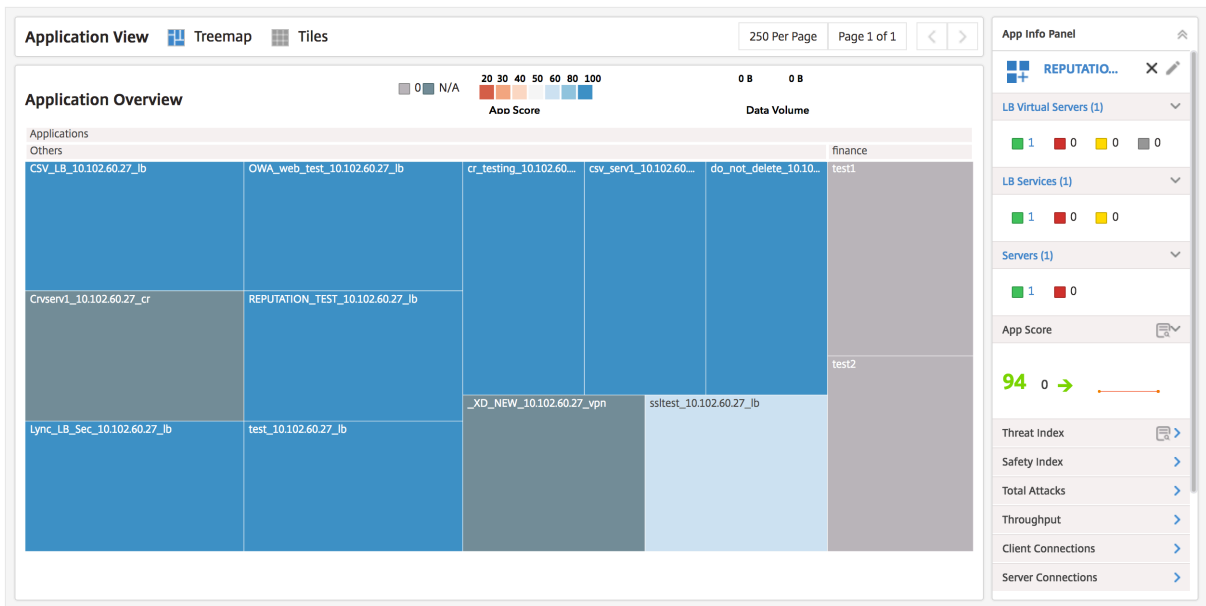 Application View Treemap Tiles
250 Per Page Page 1 of 1
Application Overview
0 N/A
20 30 40 50 60 80 100
App Score
0 B 0 B
Data Volume
Applications
Others finance
CSV_LB_10.102.60.27_lb
OWA_web_test_10.102.60.27_lb
cr_testing_10.102.60....
csv_serv1_10.102.60....
do_not_delete_10.10...
test1
Crvserv1_10.102.60.27_cr
REPUTATION_TEST_10.102.60.27_lb
test2
_XD_NEW_10.102.60.27_vpn
ssltest_10.102.60.27_lb
Lync_LB_Sec_10.102.60.27_lb
test_10.102.60.27_lb
App Info Panel
REPUTATIO...
LB Virtual Servers (1)
1 0 0 0
LB Services (1)
1 0 0
Servers (1)
1 0
App Score
94 0
Threat Index
Safety Index
Total Attacks
Throughput
Client Connections
Server Connections